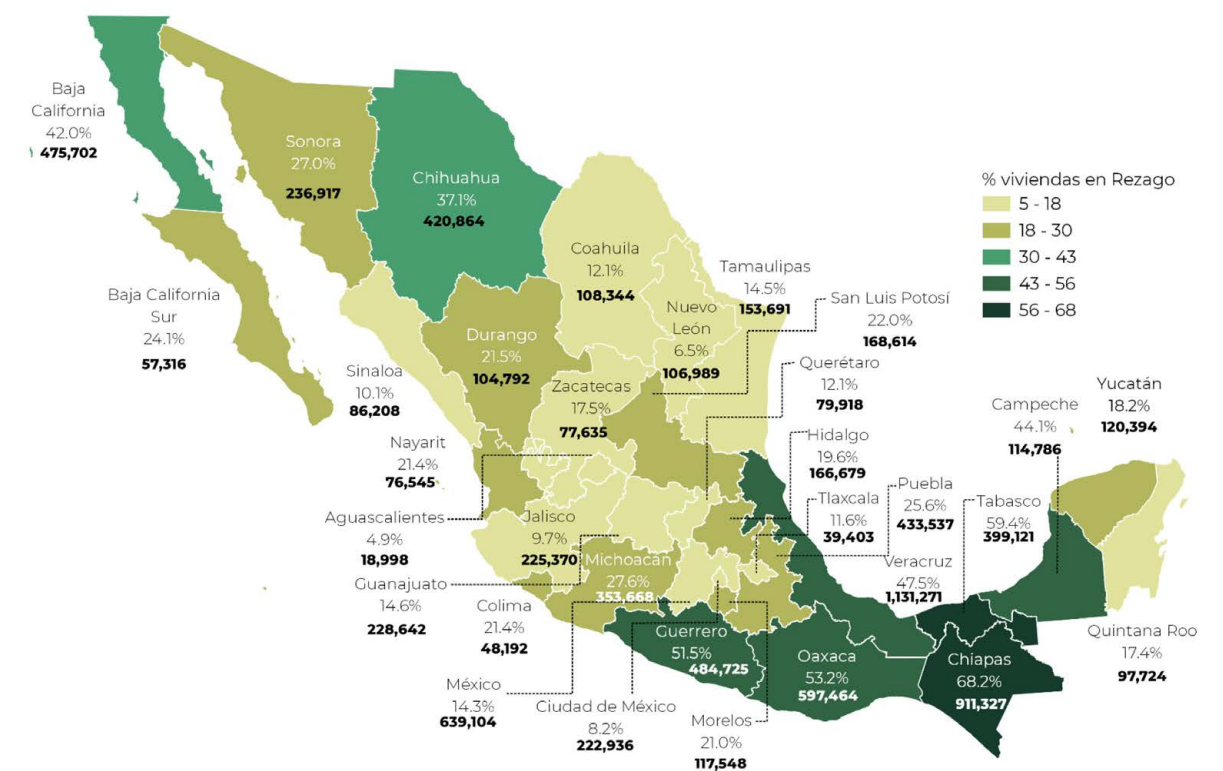 Baja
California
42.0%
475,702
Sonora
27.0%
236,917
Chihuahua
37.1%
420,864
% viviendas en Rezago
5 - 18
18 - 30
30 - 43
43 - 56
56 - 68
Coahuila
12.1%
108,344
Tamaulipas
14.5%
153,691
Nuevo
León
6.5%
106,989
San Luis Potosí
22.0%
168,614
Baja California
Sur
24.1%
57,316
Durango
21.5%
104,792
Sinaloa
10.1%
86,208
Zacatecas
17.5%
77,635
Querétaro
12.1%
79,918
Yucatán
18.2%
120,394
Campeche
44.1%
114,786
Nayarit
21.4%
76,545
Hidalgo
19.6%
166,679
Tlaxcala
11.6%
39,403
Puebla
25.6%
433,537
Tabasco
59.4%
399,121
Aguascalientes
4.9%
18,998
Jalisco
9.7%
225,370
Michoacán
27.6%
353,668
Veracruz
47.5%
1,131,271
Guanajuato
14.6%
228,642
Colima
21.4%
48,192
Guerrero
51.5%
484,725
Oaxaca
53.2%
597,464
Chiapas
68.2%
911,327
Quintana Roo
17.4%
97,724
México
14.3%
639,104
Ciudad de México
8.2%
222,936
Morelos
21.0%
117,548